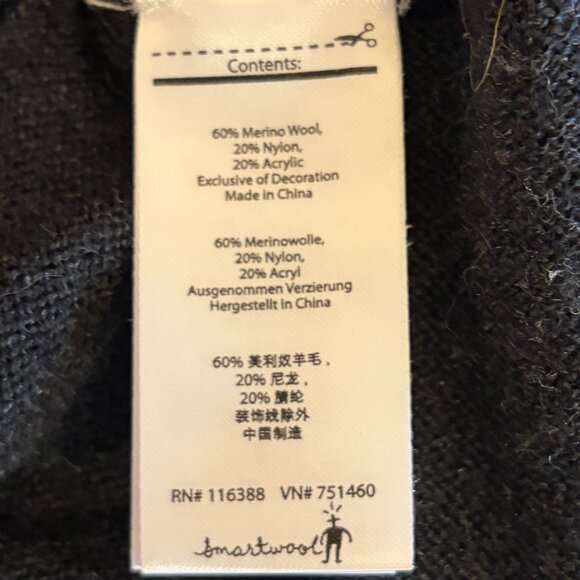 Contents:
60% Merino Wool,
20% Nylon,
20% Acrylic
Exclusive of Decoration
Made in China
60% Merinowolle,
20% Nylon,
20% Acryl
Ausgenommen Verzierung
Hergestellt in China
60% 美利奴羊毛,
20% 尼龙,
20% 腈纶
装饰线除外
中国制造
RN# 116388 VN# 751460
Smartwool